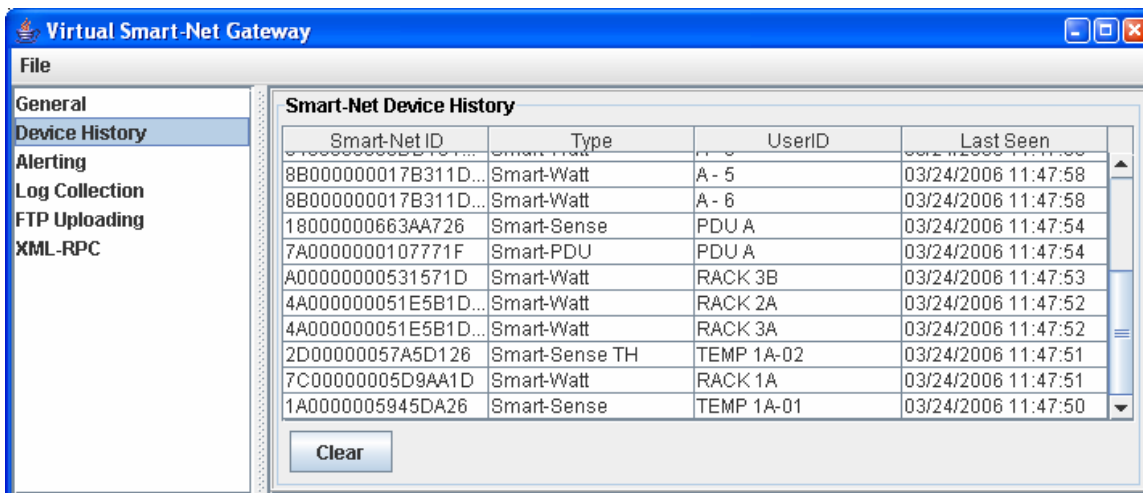 Virtual Smart-Net Gateway
File
General
Device History
Alerting
Log Collection
FTP Uploading
XML-RPC
Smart-Net Device History
Smart-Net ID Type UserID Last Seen
8B000000017B311D... Smart-Watt A - 5 03/24/2006 11:47:58
8B000000017B311D... Smart-Watt A - 6 03/24/2006 11:47:58
18000000663AA726 Smart-Sense PDU A 03/24/2006 11:47:54
7A000000107771F Smart-PDU PDU A 03/24/2006 11:47:54
A00000000531571D Smart-Watt RACK 3B 03/24/2006 11:47:53
4A000000051E5B1D... Smart-Watt RACK 2A 03/24/2006 11:47:52
4A000000051E5B1D... Smart-Watt RACK 3A 03/24/2006 11:47:52
2D00000057A5D126 Smart-Sense TH TEMP 1A-02 03/24/2006 11:47:51
7C00000005D9AA1D Smart-Watt RACK 1A 03/24/2006 11:47:51
1A0000005945DA26 Smart-Sense TEMP 1A-01 03/24/2006 11:47:50
Clear